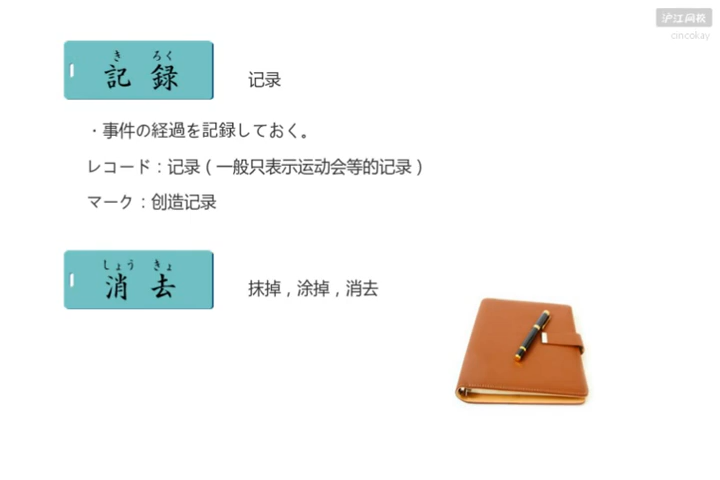 沪江网校
cincokay
き ろく
記 録 记录
・事件の経過を記録しておく。
レコード：记录（一般只表示运动会等的记录）
マーク：创造记录
しょう きょ
消 去 抹掉，涂掉，消去